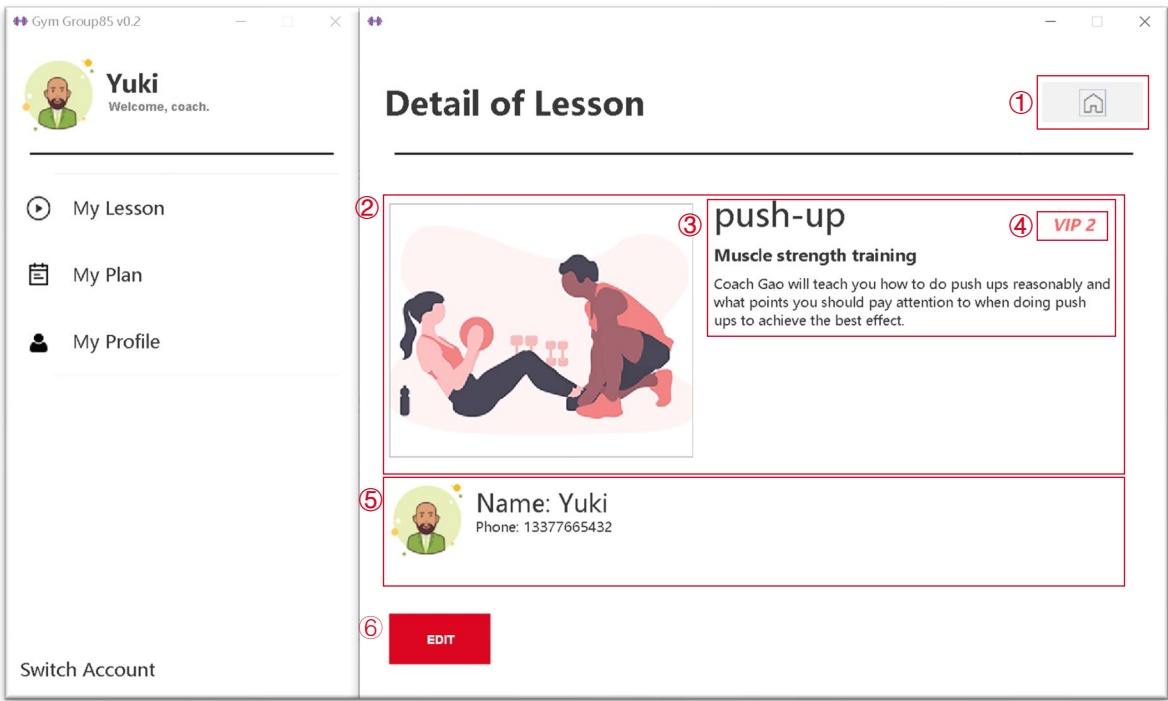 Gym Group85 v0.2
Yuki
Welcome, coach.
My Lesson
My Plan
My Profile
Switch Account
Detail of Lesson
①
②
③
push-up
④
VIP 2
Muscle strength training
Coach Gao will teach you how to do push ups reasonably and
what points you should pay attention to when doing push
ups to achieve the best effect.
⑤
Name: Yuki
Phone: 13377665432
⑥
EDIT